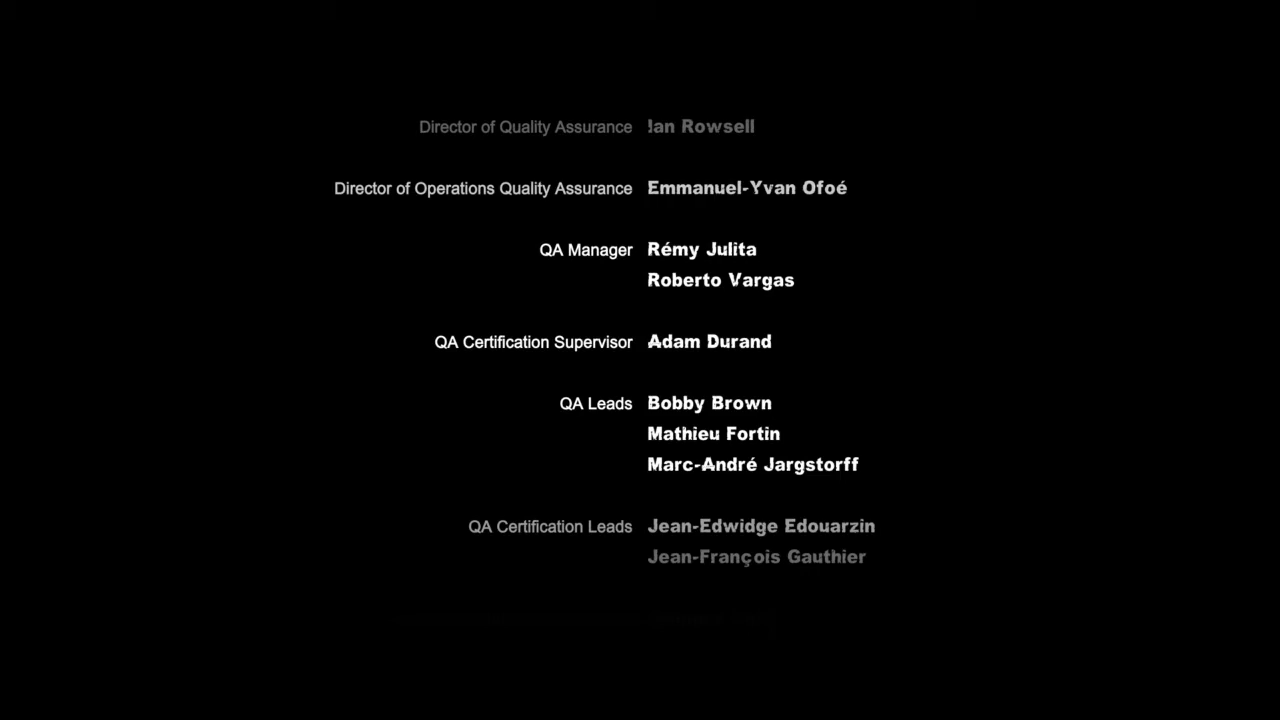 Director of Quality Assurance Ian Rowsell
Director of Operations Quality Assurance Emmanuel-Yvan Ofoé
QA Manager Rémy Julita
Roberto Vargas
QA Certification Supervisor Adam Durand
QA Leads Bobby Brown
Mathieu Fortin
Marc-André Jargstorff
QA Certification Leads Jean-Edwidge Edouarzin
Jean-François Gauthier